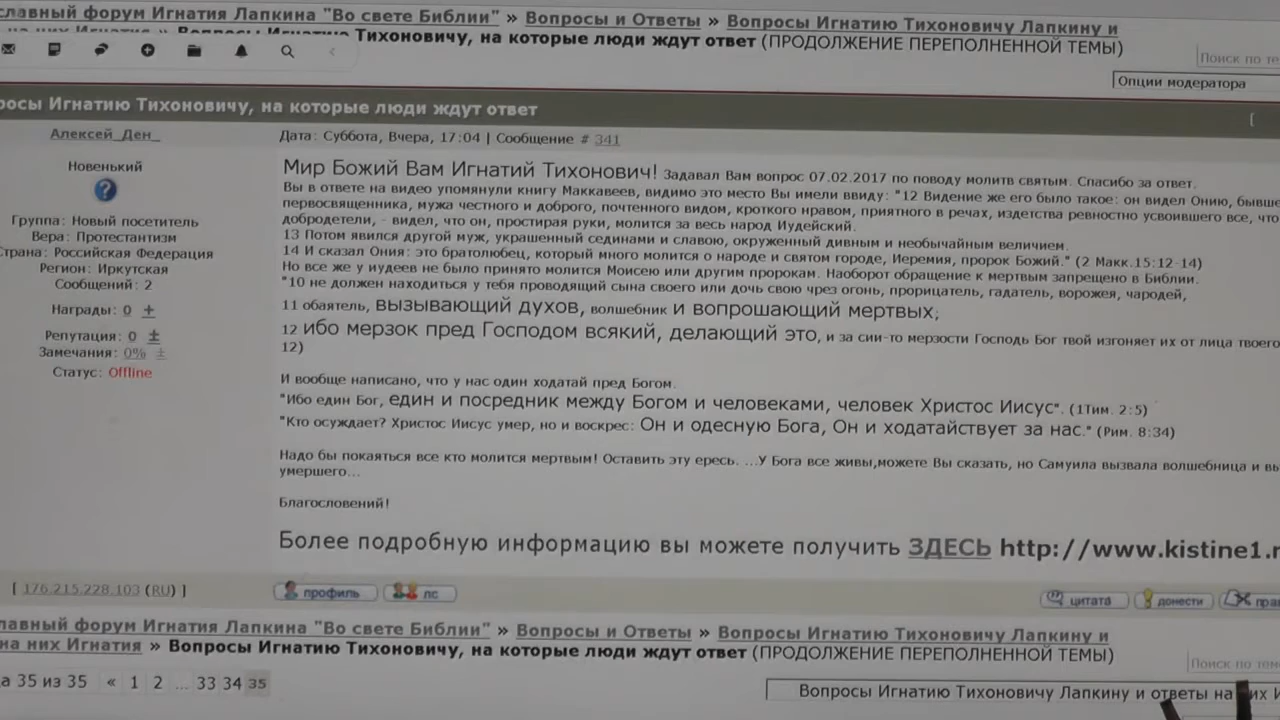 славный форум Игнатия Лапкина "Во свете Библии" » Вопросы и Ответы » Вопросы Игнатию Тихоновичу Лапкину и
на них Игнатия » Вопросы Игнатию Тихоновичу, на которые люди ждут ответ (ПРОДОЛЖЕНИЕ ПЕРЕПОЛНЕННОЙ ТЕМЫ)
Поиск по те
Опции модератора
росы Игнатию Тихоновичу, на которые люди ждут ответ [
Алексей_Ден_
Дата: Суббота, Вчера, 17:04 | Сообщение # 341
Новенький
Группа: Новый посетитель
Вера: Протестантизм
Страна: Российская Федерация
Регион: Иркутская
Сообщений: 2
Награды: 0 ±
Репутация: 0 ±
Замечания: 0% ±
Статус: Offline
Мир Божий Вам Игнатий Тихонович! Задавал Вам вопрос 07.02.2017 по поводу молитв святым. Спасибо за ответ.
Вы в ответе на видео упомянули книгу Маккавеев, видимо это место Вы имели ввиду: "12 Видение же его было такое: он видел Онию, бывше
первосвященника, мужа честного и доброго, почтенного видом, кроткого нравом, приятного в речах, издетства ревностно усвоившего все, что
добродетели, - видел, что он, простирая руки, молится за весь народ Иудейский.
13 Потом явился другой муж, украшенный сединами и славою, окруженный дивным и необычайным величием.
14 И сказал Ония: это братолюбец, который много молится о народе и святом городе, Иеремия, пророк Божий." (2 Макк.15:12-14)
Но все же у иудеев не было принято молится Моисею или другим пророкам. Наоборот обращение к мертвым запрещено в Библии.
"10 не должен находиться у тебя проводящий сына своего или дочь свою чрез огонь, прорицатель, гадатель, ворожея, чародей,
11 обаятель, вызывающий духов, волшебник и вопрошающий мертвых;
12 ибо мерзок пред Господом всякий, делающий это, и за сии-то мерзости Господь Бог твой изгоняет их от лица твоего
12)
И вообще написано, что у нас один ходатай пред Богом.
"Ибо един Бог, един и посредник между Богом и человеками, человек Христос Иисус". (1Тим. 2:5)
"Кто осуждает? Христос Иисус умер, но и воскрес: Он и одесную Бога, Он и ходатайствует за нас." (Рим. 8:34)
Надо бы покаяться все кто молится мертвым! Оставить эту ересь. ...У Бога все живы,можете Вы сказать, но Самуила вызвала волшебница и вы
умершего...
Благословений!
Более подробную информацию вы можете получить ЗДЕСЬ http://www.kistine1.
[ 176.215.228.103 (RU) ]
профиль лс
цитата донести пра
славный форум Игнатия Лапкина "Во свете Библии" » Вопросы и Ответы » Вопросы Игнатию Тихоновичу Лапкину и
на них Игнатия » Вопросы Игнатию Тихоновичу, на которые люди ждут ответ (ПРОДОЛЖЕНИЕ ПЕРЕПОЛНЕННОЙ ТЕМЫ)
Поиск по тем
а 35 из 35 « 1 2 ... 33 34 35
Вопросы Игнатию Тихоновичу Лапкину и ответы на них И